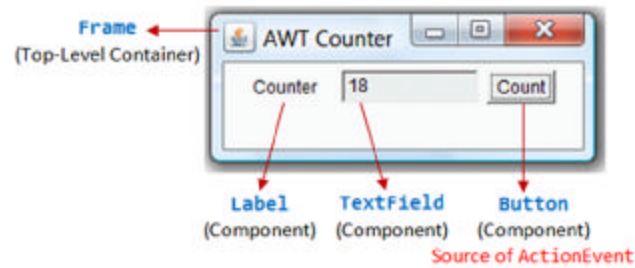 Frame
(Top-Level Container)
AWT Counter
Counter 18 Count
Label TextField Button
(Component) (Component) (Component)
Source of ActionEvent